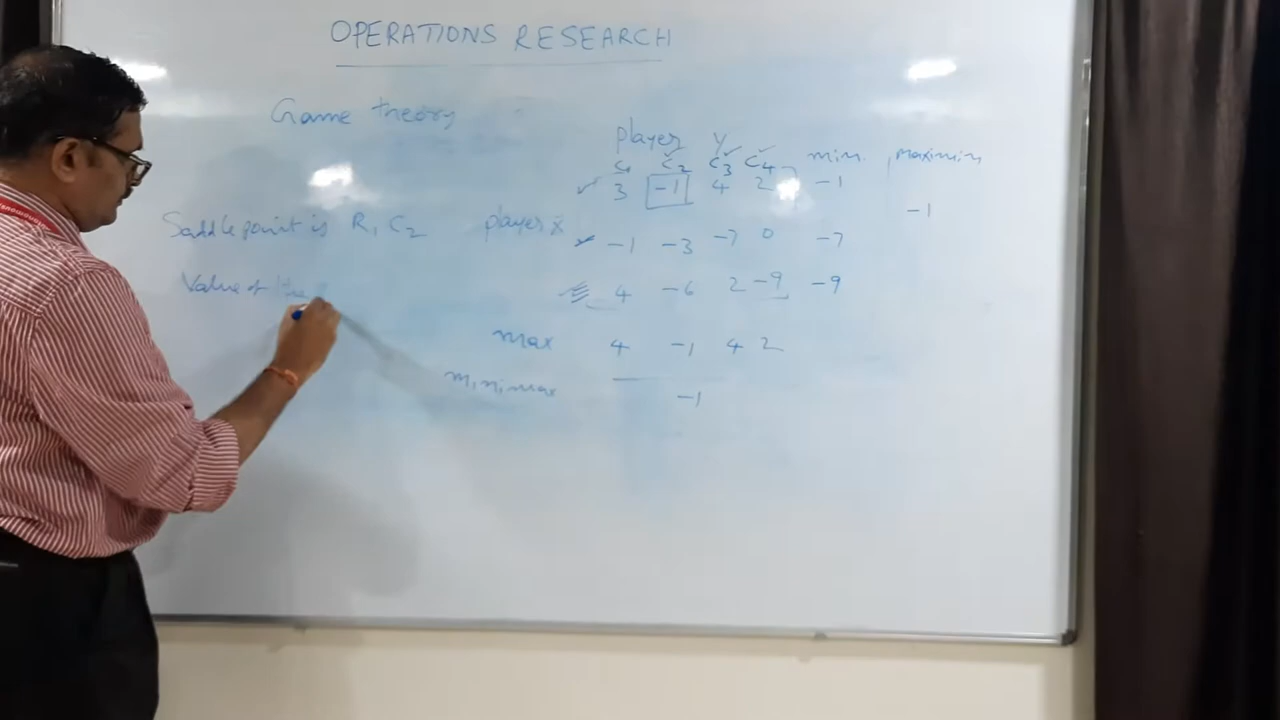 OPERATIONS RESEARCH
Game theory
player Y
C1 C2 C3 C4 min. maximin
3 -1 4 2 -1
-1
Saddle point is R1 C2 player X
-1 -3 -7 0 -7
Value of the
4 -6 2 -9 -9
max 4 -1 4 2
minimax -1